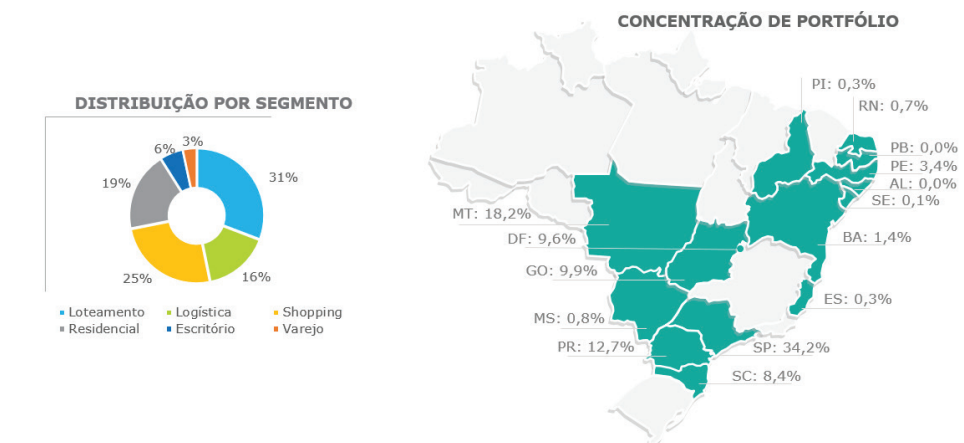 DISTRIBUIÇÃO POR SEGMENTO
3%
6%
31%
19%
25%
16%
Loteamento Logística Shopping
Residencial Escritório Varejo
CONCENTRAÇÃO DE PORTFÓLIO
PI: 0,3%
RN: 0,7%
PB: 0,0%
PE: 3,4%
AL: 0,0%
SE: 0,1%
MT: 18,2%
DF: 9,6%
BA: 1,4%
GO: 9,9%
ES: 0,3%
MS: 0,8%
PR: 12,7%
SP: 34,2%
SC: 8,4%